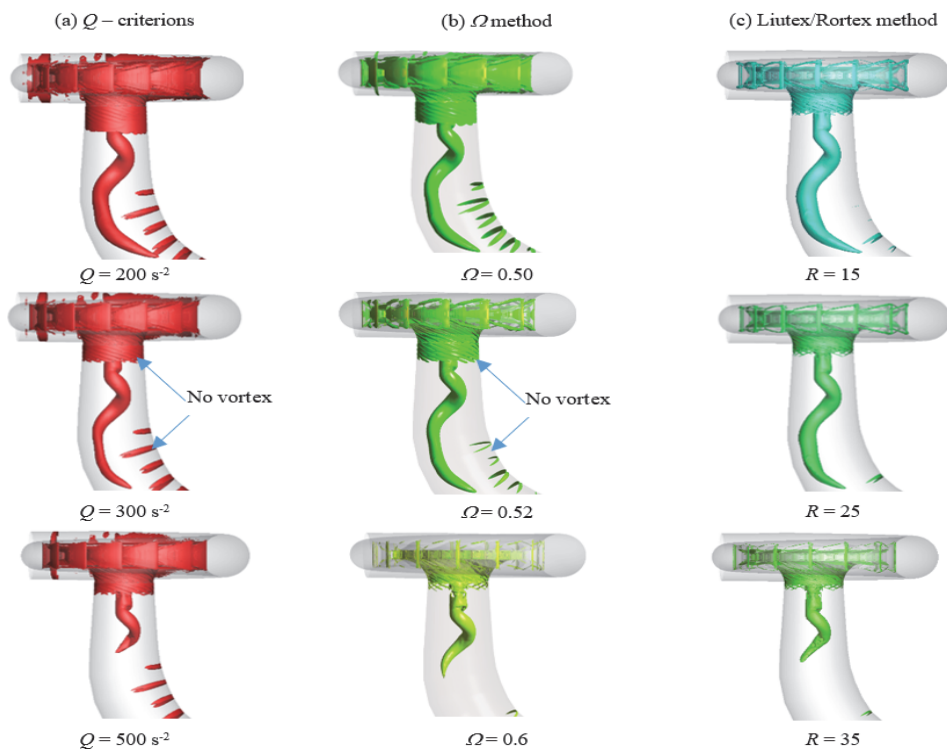 (a) Q – criterions
(b) Ω method
(c) Liutex/Rortex method
Q = 200 s⁻²
Ω = 0.50
R = 15
No vortex
No vortex
Q = 300 s⁻²
Ω = 0.52
R = 25
Q = 500 s⁻²
Ω = 0.6
R = 35